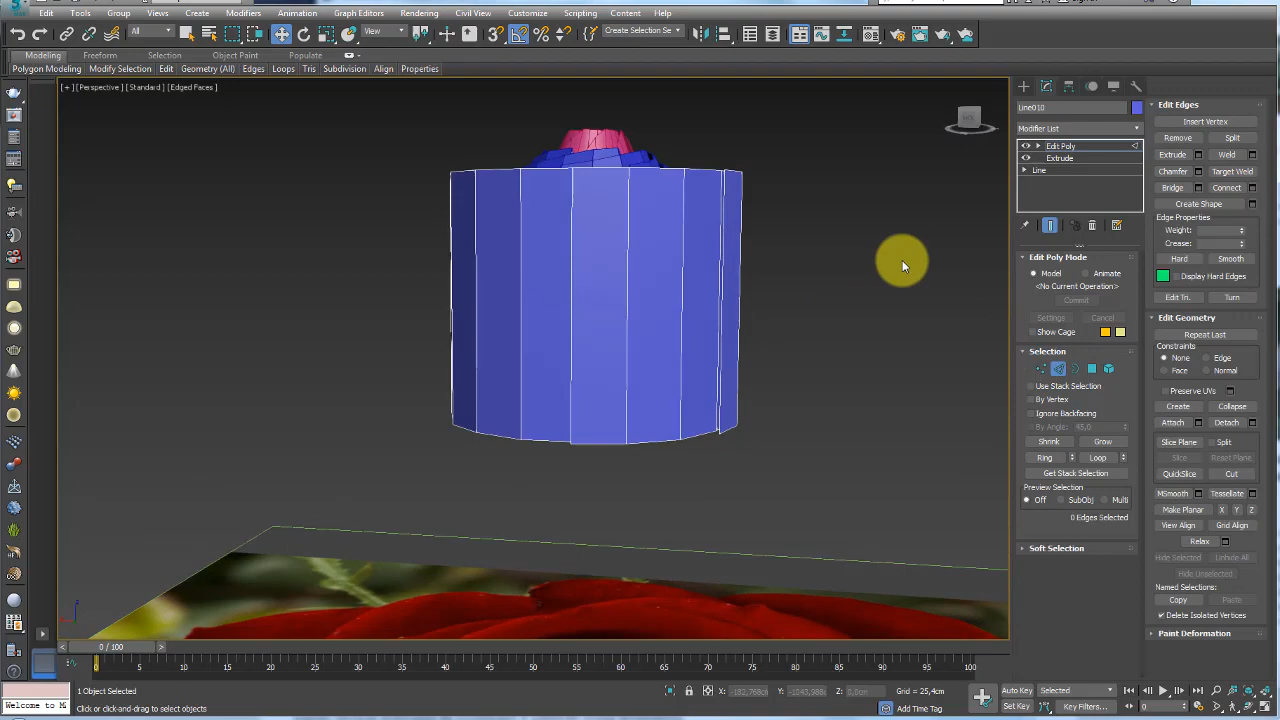 Edit Tools Group Views Create Modifiers Animation Graph Editors Rendering Civil View Customize Scripting Content Help
All View Create Selection Se
Modeling Freeform Selection Object Paint Populate
Polygon Modeling Modify Selection Edit Geometry (All) Edges Loops Tris Subdivision Align Properties
[+] [Perspective] [Standard] [Edged Faces]
Line010
Modifier List
Edit Poly
Extrude
Line
Edit Poly Mode
Model Animate
<No Current Operation>
Commit
Settings Cancel
Show Cage
Selection
Use Stack Selection
By Vertex
Ignore Backfacing
By Angle: 45,0
Shrink Grow
Ring Loop
Get Stack Selection
Preview Selection
Off SubObj Multi
0 Edges Selected
Soft Selection
Edit Edges
Insert Vertex
Remove Split
Extrude Weld
Chamfer Target Weld
Bridge Connect
Create Shape
Edge Properties
Weight:
Crease:
Hard Smooth
Display Hard Edges
Edit Tri. Turn
Edit Geometry
Repeat Last
Constraints
None Edge
Face Normal
Preserve UVs
Create Collapse
Attach Detach
Slice Plane Split
Slice Reset Plane
QuickSlice Cut
MSmooth Tessellate
Make Planar X Y Z
View Align Grid Align
Relax
Hide Selected Unhide All
Hide Unselected
Named Selections:
Copy Paste
Delete Isolated Vertices
Paint Deformation
0 / 100
0 5 10 15 20 25 30 35 40 45 50 55 60 65 70 75 80 85 90 95 100
1 Object Selected
X: -182,768cm Y: -1043,986 Z: 0,0cm Grid = 25,4cm
Auto Key Selected
Welcome to M
Click or click-and-drag to select objects
Add Time Tag
Set Key Key Filters... 0